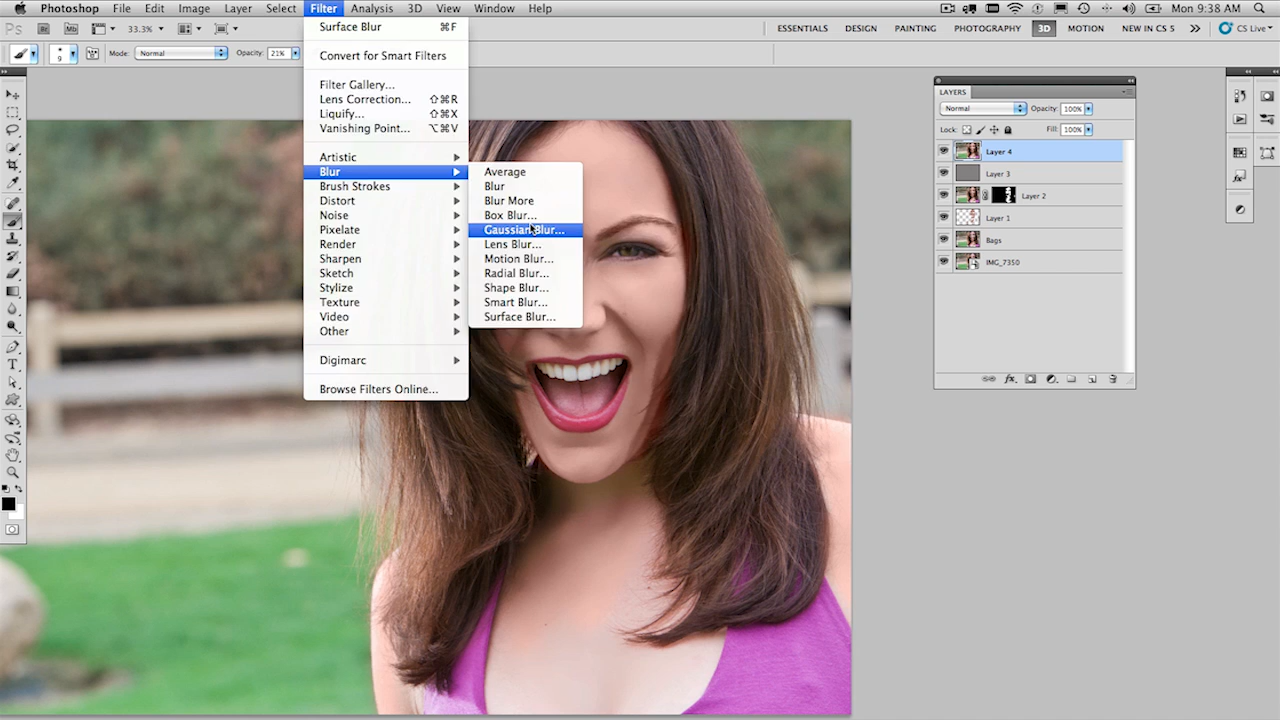 Photoshop File Edit Image Layer Select Filter Analysis 3D View Window Help Mon 9:38 AM
Ps Br Mb 33.3% ESSENTIALS DESIGN PHOTOGRAPHY PAINTING 3D MOTION NEW IN CS 5 CS Live
9 Mode: Normal Opacity: 21%
Surface Blur ⌘F
Convert for Smart Filters
Filter Gallery...
Lens Correction... ⇧⌘R
Liquify... ⇧⌘X
Vanishing Point... ⌥⌘V
Artistic
Blur
Brush Strokes
Distort
Noise
Pixelate
Render
Sharpen
Sketch
Stylize
Texture
Video
Other
Digimarc
Browse Filters Online...
Average
Blur
Blur More
Box Blur...
Gaussian Blur...
Lens Blur...
Motion Blur...
Radial Blur...
Shape Blur...
Smart Blur...
Surface Blur...
LAYERS
Normal Opacity: 100%
Lock: Fill: 100%
Layer 4
Layer 3
Layer 2
Layer 1
Bags
IMG_7350
fx